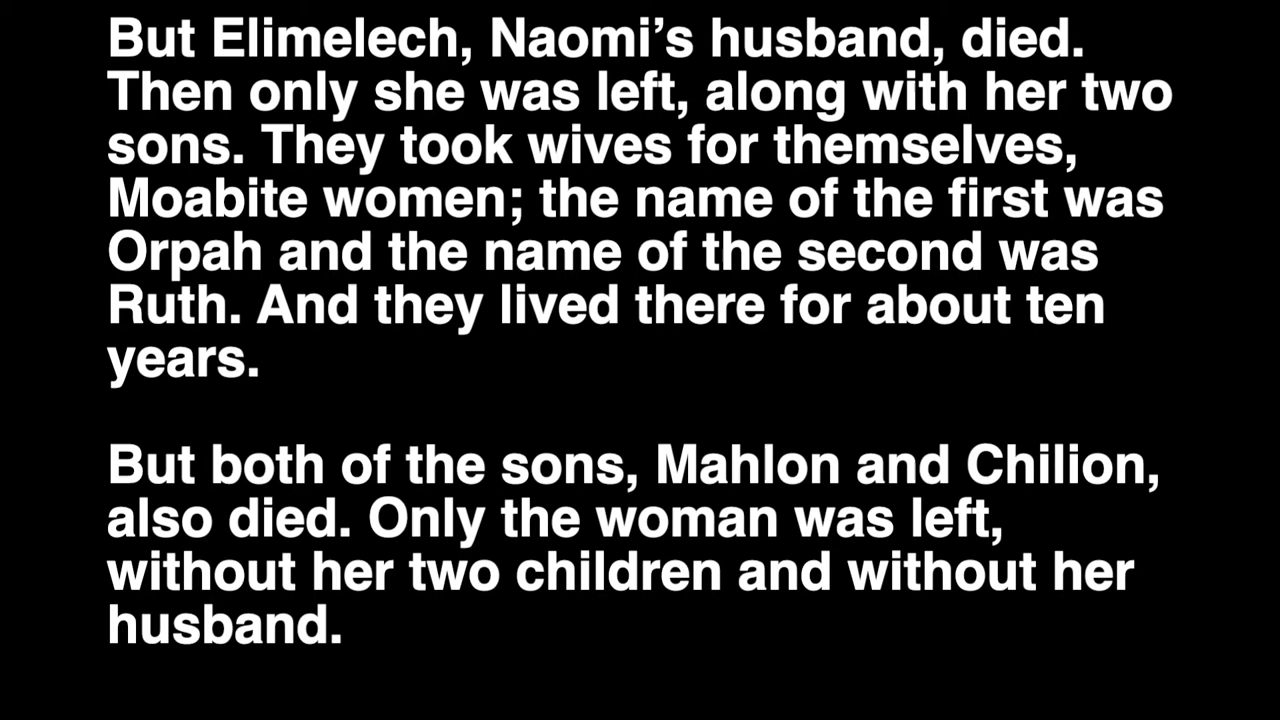 But Elimelech, Naomi’s husband, died.
Then only she was left, along with her two
sons. They took wives for themselves,
Moabite women; the name of the first was
Orpah and the name of the second was
Ruth. And they lived there for about ten
years.
But both of the sons, Mahlon and Chilion,
also died. Only the woman was left,
without her two children and without her
husband.